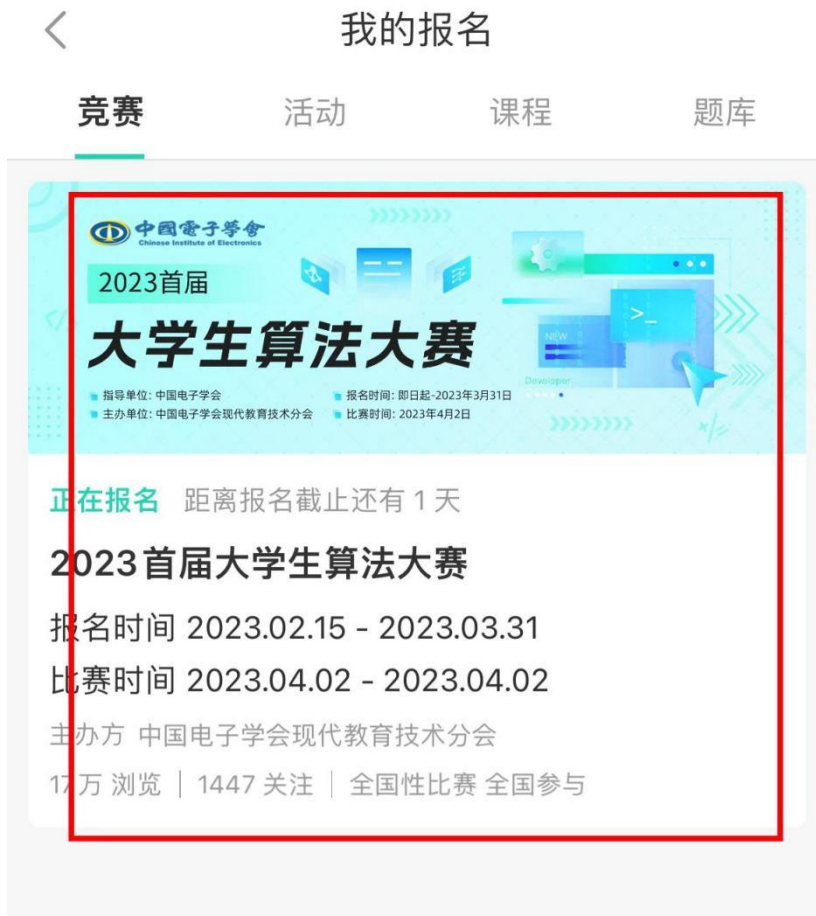 我的报名
竞赛 活动 课程 题库
中國電子學會
Chinese Institute of Electronics
2023首届
大学生算法大赛
NEW
>_
Developer
指导单位: 中国电子学会 报名时间: 即日起-2023年3月31日
主办单位: 中国电子学会现代教育技术分会 比赛时间: 2023年4月2日
正在报名 距离报名截止还有 1 天
2023首届大学生算法大赛
报名时间 2023.02.15 - 2023.03.31
比赛时间 2023.04.02 - 2023.04.02
主办方 中国电子学会现代教育技术分会
17万 浏览 | 1447 关注 | 全国性比赛 全国参与